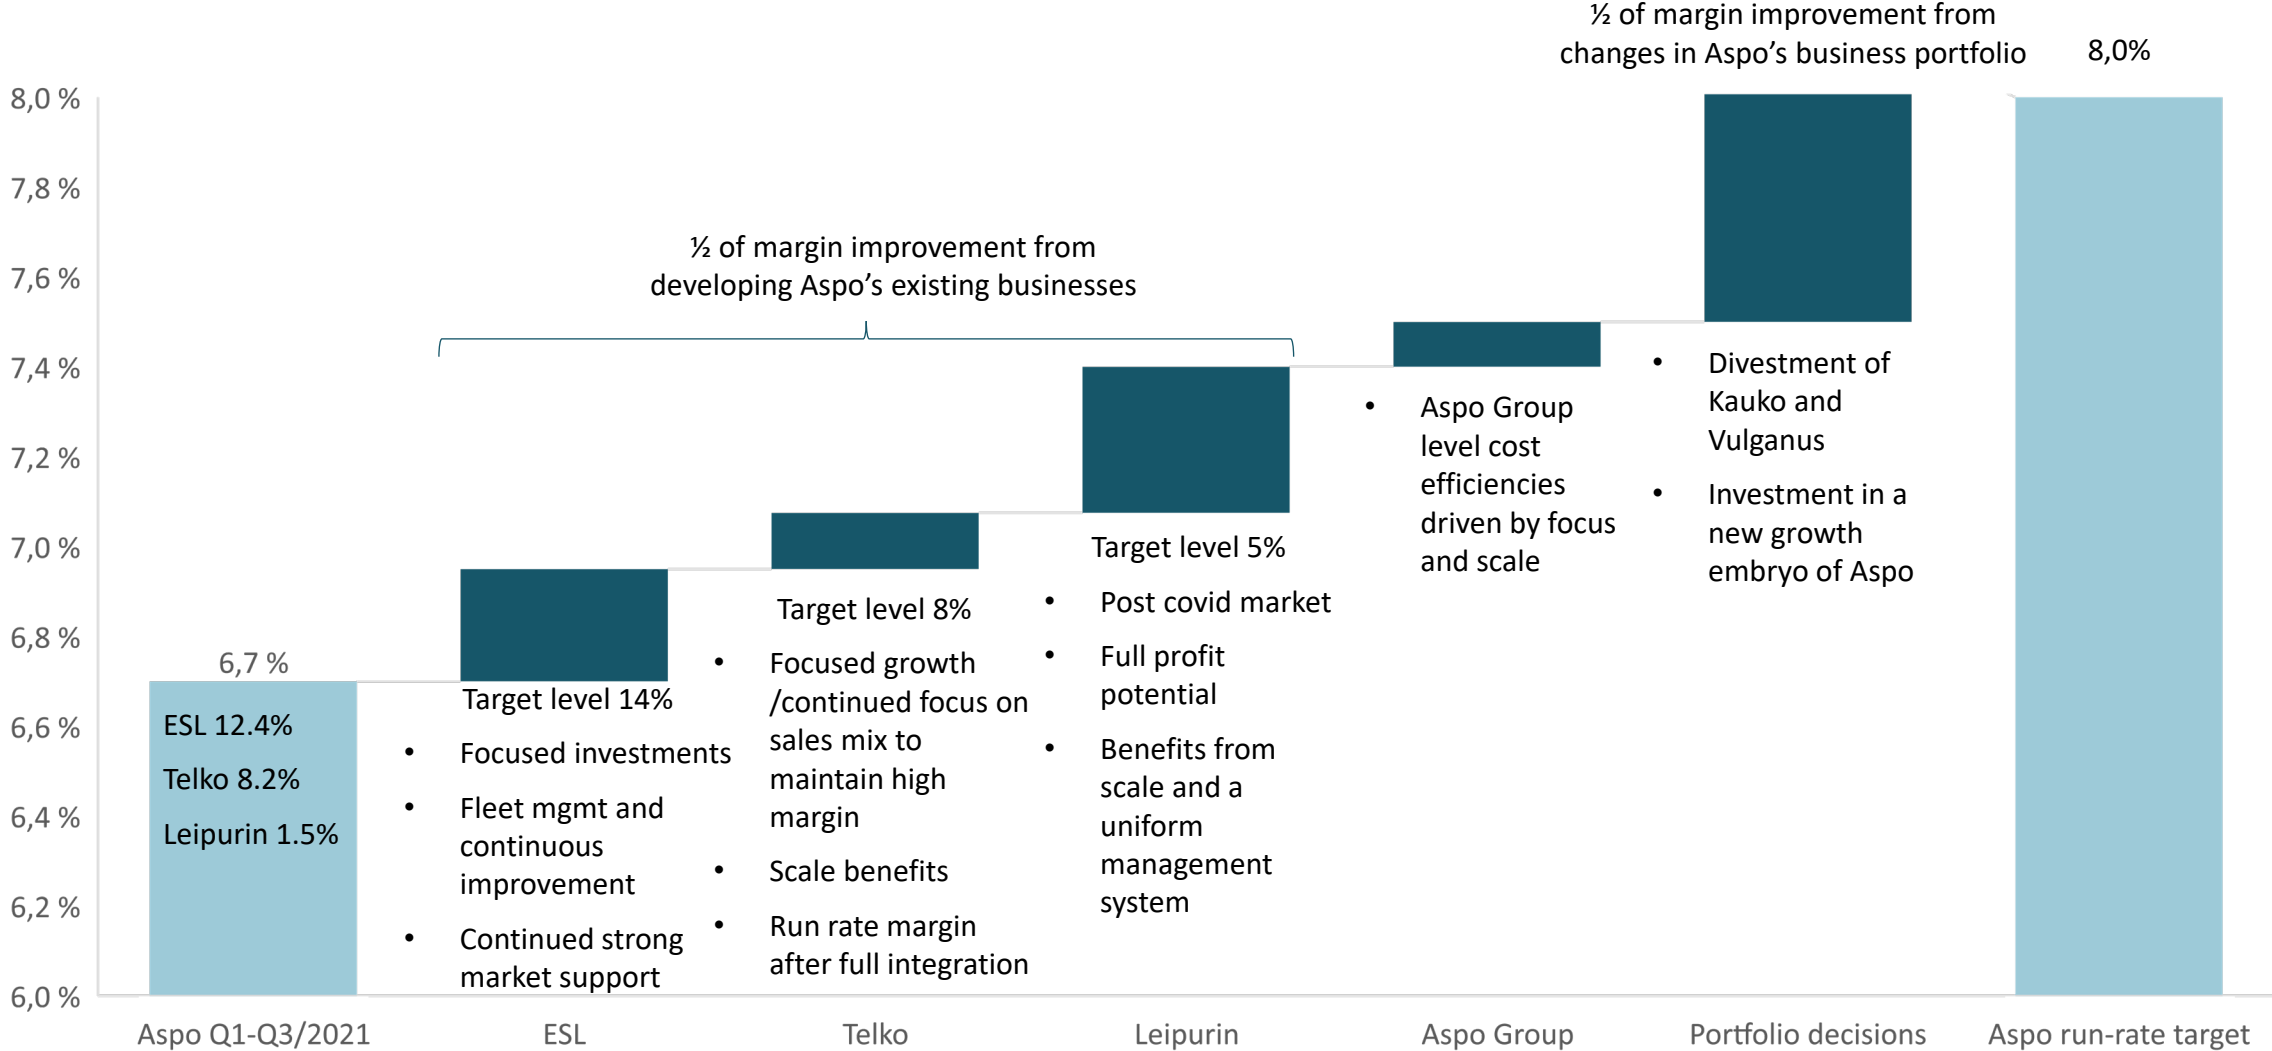 ½ of margin improvement from
changes in Aspo’s business portfolio
8,0%
8,0 %
7,8 %
7,6 %
7,4 %
7,2 %
7,0 %
6,8 %
6,6 %
6,4 %
6,2 %
6,0 %
½ of margin improvement from
developing Aspo’s existing businesses
6,7 %
ESL 12.4%
Telko 8.2%
Leipurin 1.5%
Target level 14%
• Focused investments
• Fleet mgmt and
continuous
improvement
• Continued strong
market support
Target level 8%
• Focused growth
/continued focus on
sales mix to
maintain high
margin
• Scale benefits
• Run rate margin
after full integration
Target level 5%
• Post covid market
• Full profit
potential
• Benefits from
scale and a
uniform
management
system
• Aspo Group
level cost
efficiencies
driven by focus
and scale
• Divestment of
Kauko and
Vulganus
• Investment in a
new growth
embryo of Aspo
Aspo Q1-Q3/2021
ESL
Telko
Leipurin
Aspo Group
Portfolio decisions
Aspo run-rate target